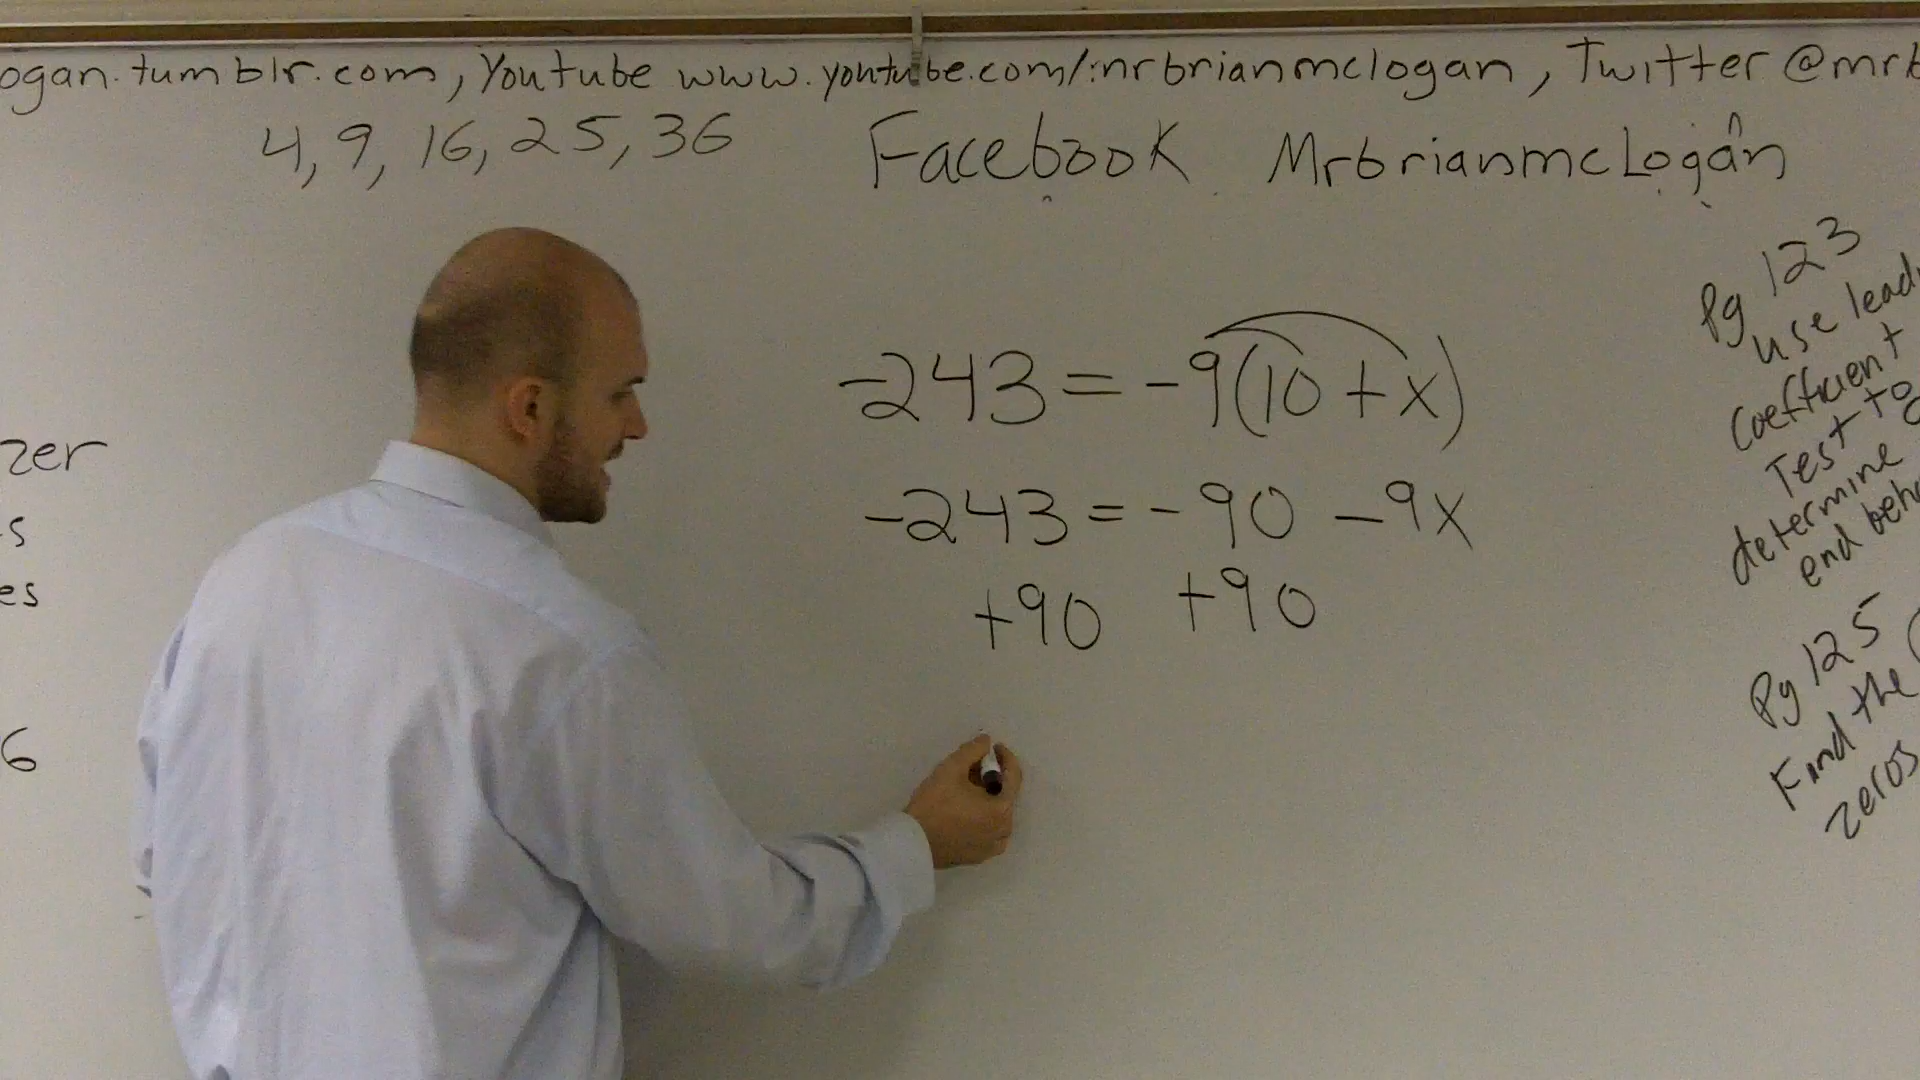 ogan.tumblr.com, Youtube www.youtube.com/mrbrianmclogan, Twitter @mrb
4, 9, 16, 25, 36
Facebook MrbrianmcLogan
zer
s
es
6
-243 = -9(10 + x)
-243 = -90 - 9x
+90 +90
Pg 123
use lead
Coefficient
Test to
determine
end beha
Pg 125
Find the
zeros